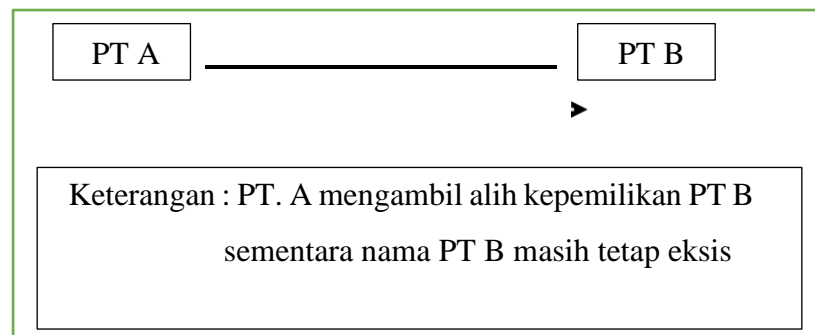 PT A
PT B
Keterangan : PT. A mengambil alih kepemilikan PT B
sementara nama PT B masih tetap eksis